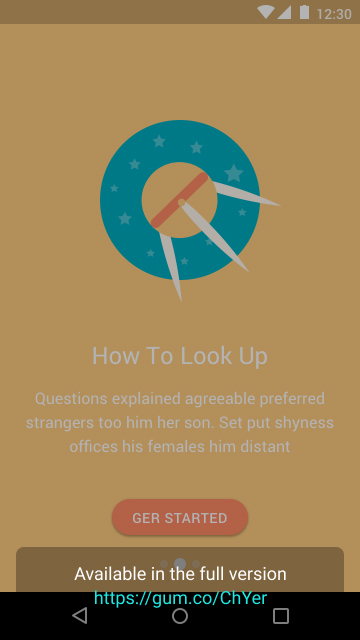 12:30
How To Look Up
Questions explained agreeable preferred
strangers too him her son. Set put shyness
offices his females him distant
GER STARTED
Available in the full version
https://gum.co/ChYer